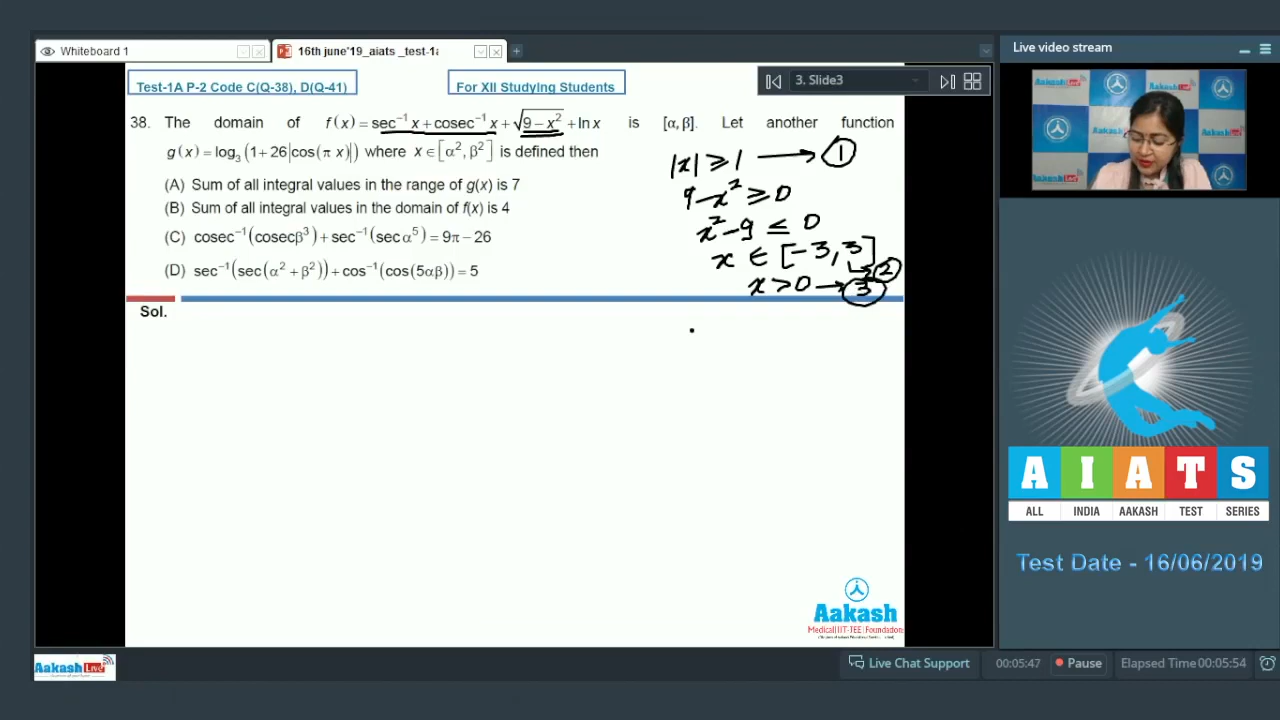 Whiteboard 1
16th june'19_aiats _test-1a
Live video stream
Test-1A P-2 Code C(Q-38), D(Q-41)
For XII Studying Students
3. Slide3
38. The domain of f(x) = sec⁻¹ x + cosec⁻¹ x + √(9 − x²) + ln x is [α, β]. Let another function
g(x) = log₃ (1 + 26|cos(π x)|) where x ∈ [α², β²] is defined then
(A) Sum of all integral values in the range of g(x) is 7
(B) Sum of all integral values in the domain of f(x) is 4
(C) cosec⁻¹(cosecβ³) + sec⁻¹(sec α⁵) = 9π − 26
(D) sec⁻¹(sec(α² + β²)) + cos⁻¹(cos(5αβ)) = 5
|x| ≥ 1 → 1
9 − x² ≥ 0
x² − 9 ≤ 0
x ∈ [−3, 3] → 2
x > 0 → 3
Sol.
Aakash
Medical|IIT-JEE|Foundations
Aakash Live
A I A T S
ALL INDIA AAKASH TEST SERIES
Test Date - 16/06/2019
Live Chat Support
00:05:47
Pause
Elapsed Time 00:05:54